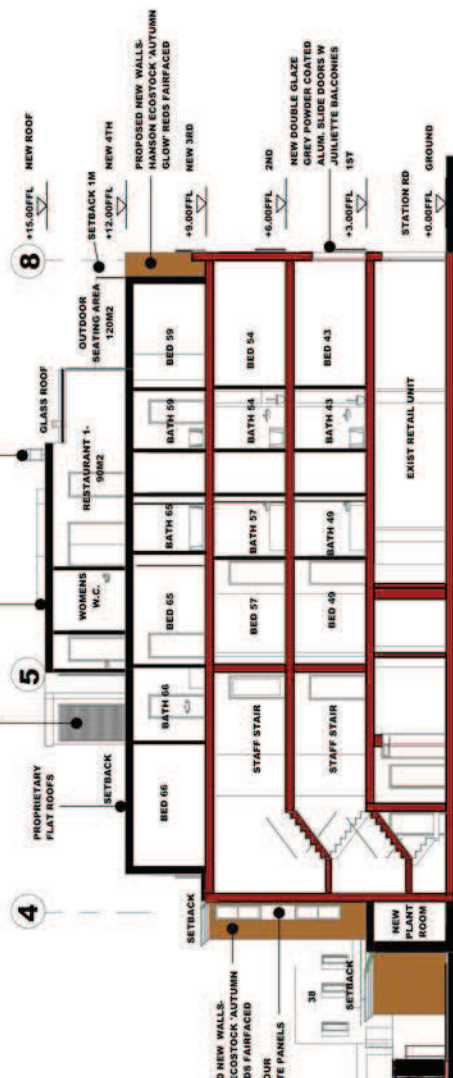 8
+15.00FFL NEW ROOF
SETBACK 1M
+12.00FFL NEW 4TH
PROPOSED NEW WALLS-
HANSON ECOSTOCK 'AUTUMN
GLOW' REDS FAIRFACED
+9.00FFL NEW 3RD
+6.00FFL 2ND
NEW DOUBLE GLAZE
GREY POWDER COATED
ALUM. SLIDE DOORS W
JUILIETTE BALCONIES
+3.00FFL 1ST
STATION RD
+0.00FFL GROUND
OUTDOOR
SEATING AREA
120M2
GLASS ROOF
RESTAURANT 1-
90M2
WOMENS
W.C.
5
PROPRIETARY
FLAT ROOFS
SETBACK
BED 59
BATH 59
BATH 65
BED 65
BATH 66
BED 66
BED 54
BATH 54
BATH 57
BED 57
STAFF STAIR
BED 43
BATH 43
BATH 49
BED 49
STAFF STAIR
EXIST RETAIL UNIT
4
SETBACK
NEW
PLANT
ROOM
NEW WALLS-
ECOSTOCK 'AUTUMN
FAIRFACED
PANELS
38
SETBACK